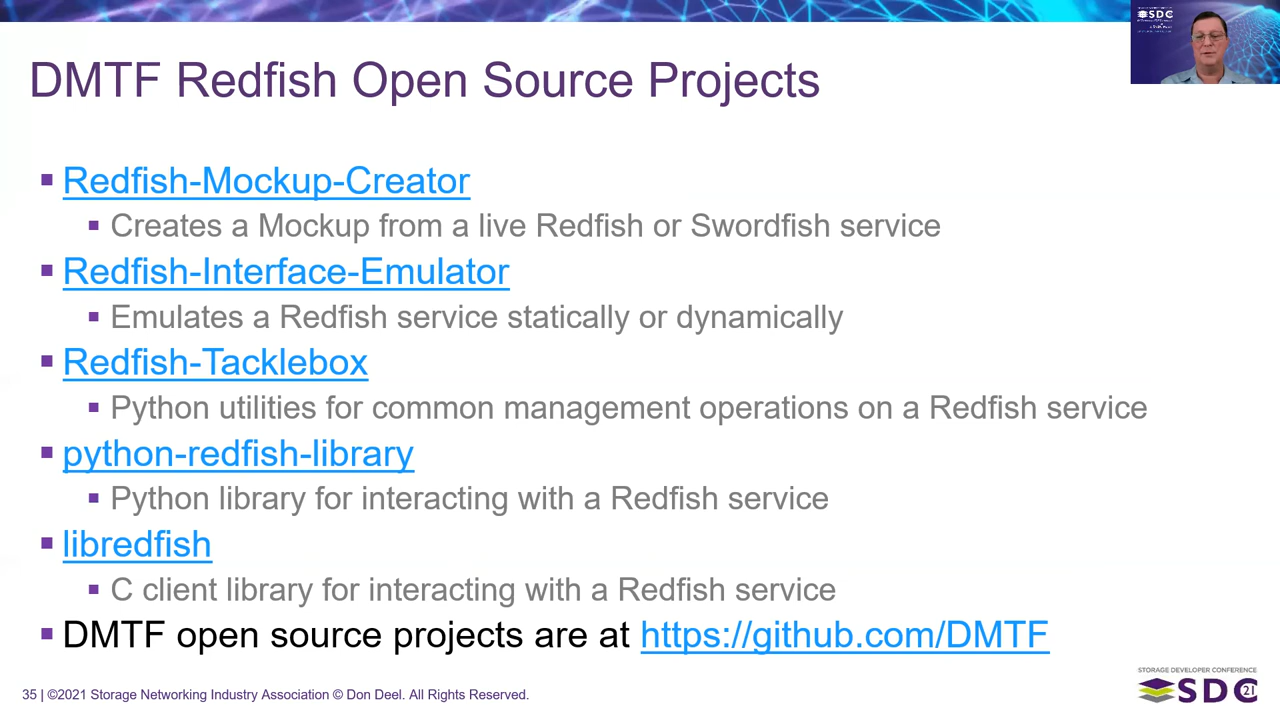 SDC
DMTF Redfish Open Source Projects
Redfish-Mockup-Creator
Creates a Mockup from a live Redfish or Swordfish service
Redfish-Interface-Emulator
Emulates a Redfish service statically or dynamically
Redfish-Tacklebox
Python utilities for common management operations on a Redfish service
python-redfish-library
Python library for interacting with a Redfish service
libredfish
C client library for interacting with a Redfish service
DMTF open source projects are at https://github.com/DMTF
35 | ©2021 Storage Networking Industry Association © Don Deel. All Rights Reserved.
STORAGE DEVELOPER CONFERENCE
SDC 21